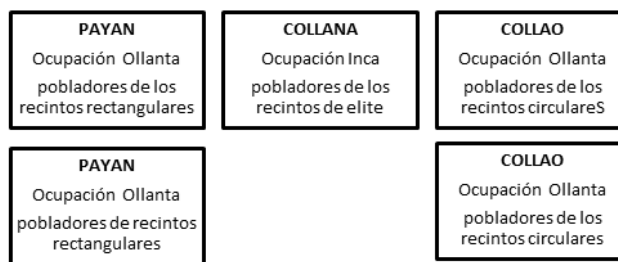 PAYAN
Ocupación Ollanta
pobladores de los
recintos rectangulares
COLLANA
Ocupación Inca
pobladores de los
recintos de elite
COLLAO
Ocupación Ollanta
pobladores de los
recintos circulareS
PAYAN
Ocupación Ollanta
pobladores de recintos
rectangulares
COLLAO
Ocupación Ollanta
pobladores de los
recintos circulares